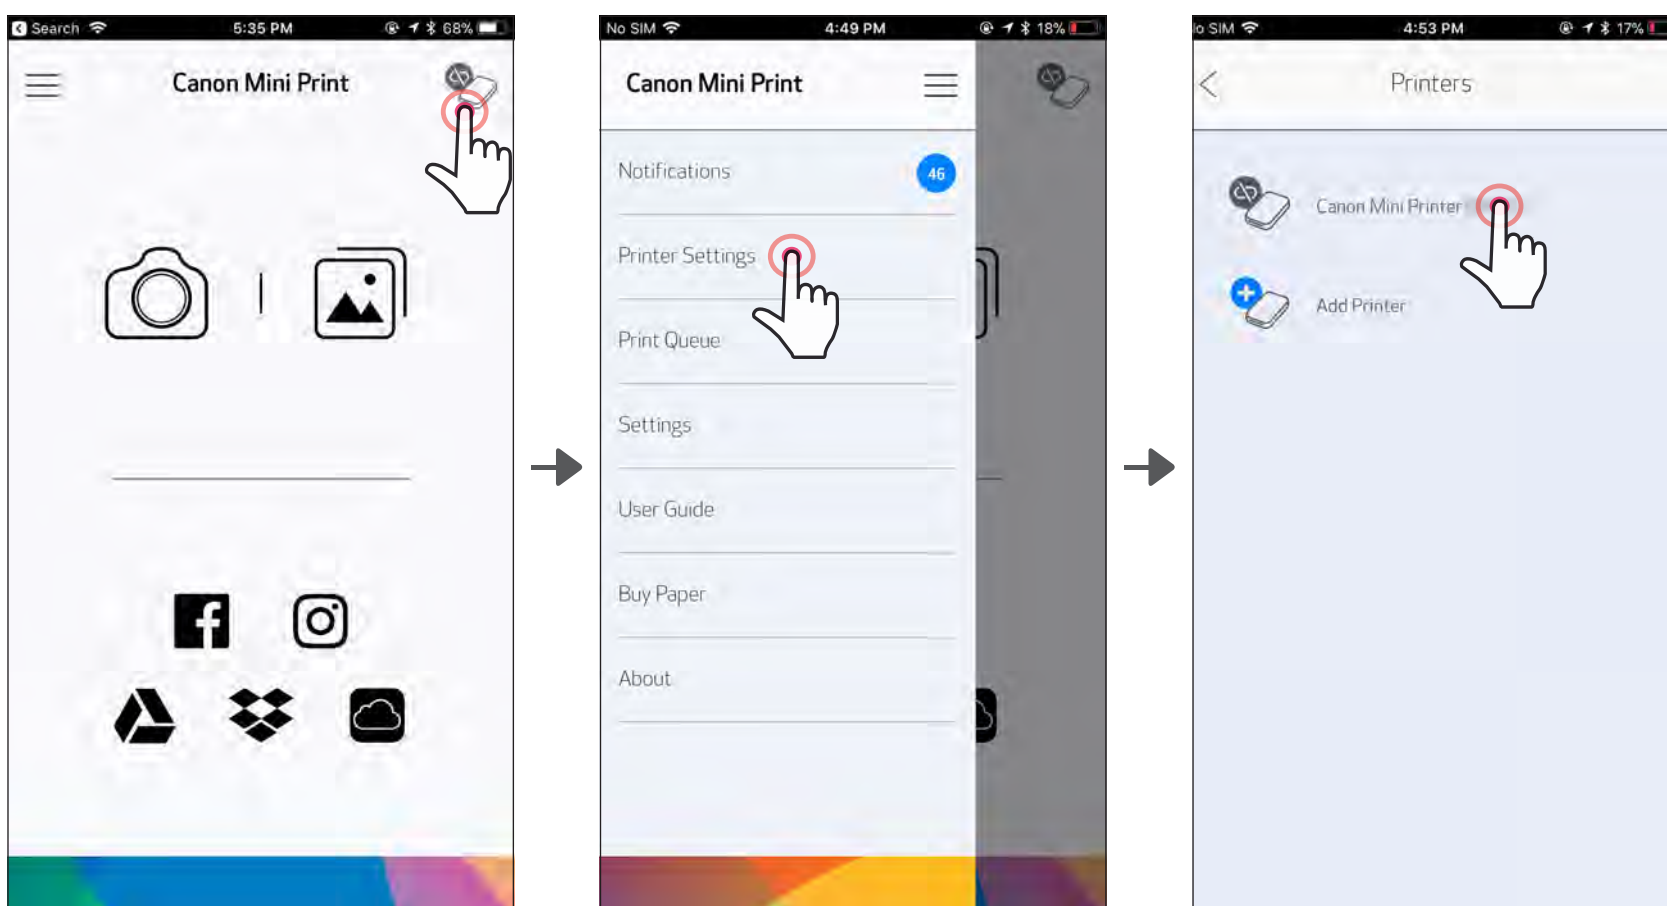 Search
5:35 PM
68%
Canon Mini Print
No SIM
4:49 PM
18%
Canon Mini Print
Notifications
46
Printer Settings
Print Queue
Settings
User Guide
Buy Paper
About
o SIM
4:53 PM
17%
Printers
Canon Mini Printer
Add Printer